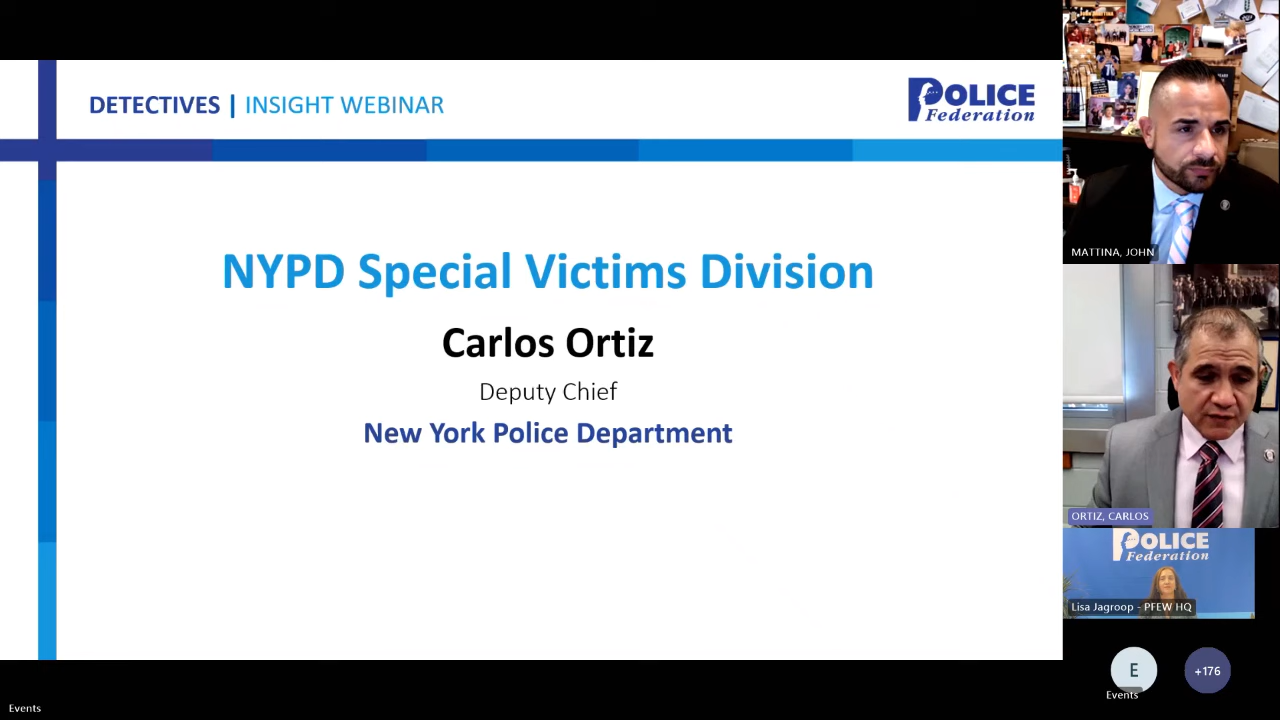 DETECTIVES | INSIGHT WEBINAR
POLICE
Federation
NYPD Special Victims Division
Carlos Ortiz
Deputy Chief
New York Police Department
MATTINA, JOHN
ORTIZ, CARLOS
POLICE
Federation
Lisa Jagroop - PFEW HQ
E
Events
+176
Events